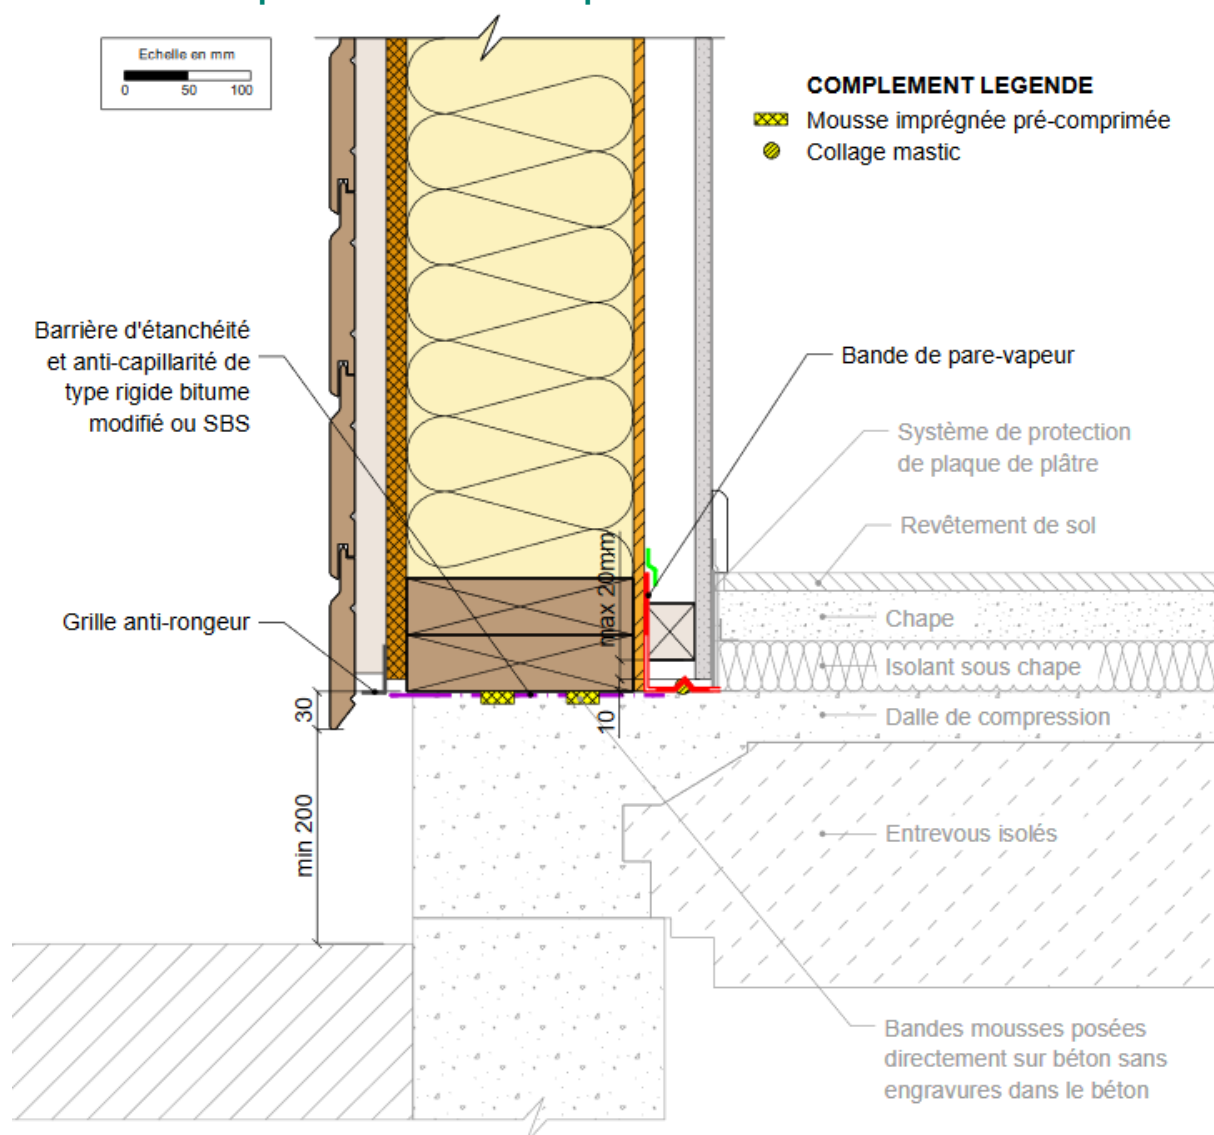 Echelle en mm
0 50 100
COMPLEMENT LEGENDE
Mousse imprégnée pré-comprimée
Collage mastic
Barrière d'étanchéité
et anti-capillarité de
type rigide bitume
modifié ou SBS
Bande de pare-vapeur
Système de protection
de plaque de plâtre
Revêtement de sol
max 20mm
Grille anti-rongeur
Chape
Isolant sous chape
30
10
Dalle de compression
min 200
Entrevous isolés
Bandes mousses posées
directement sur béton sans
engravures dans le béton